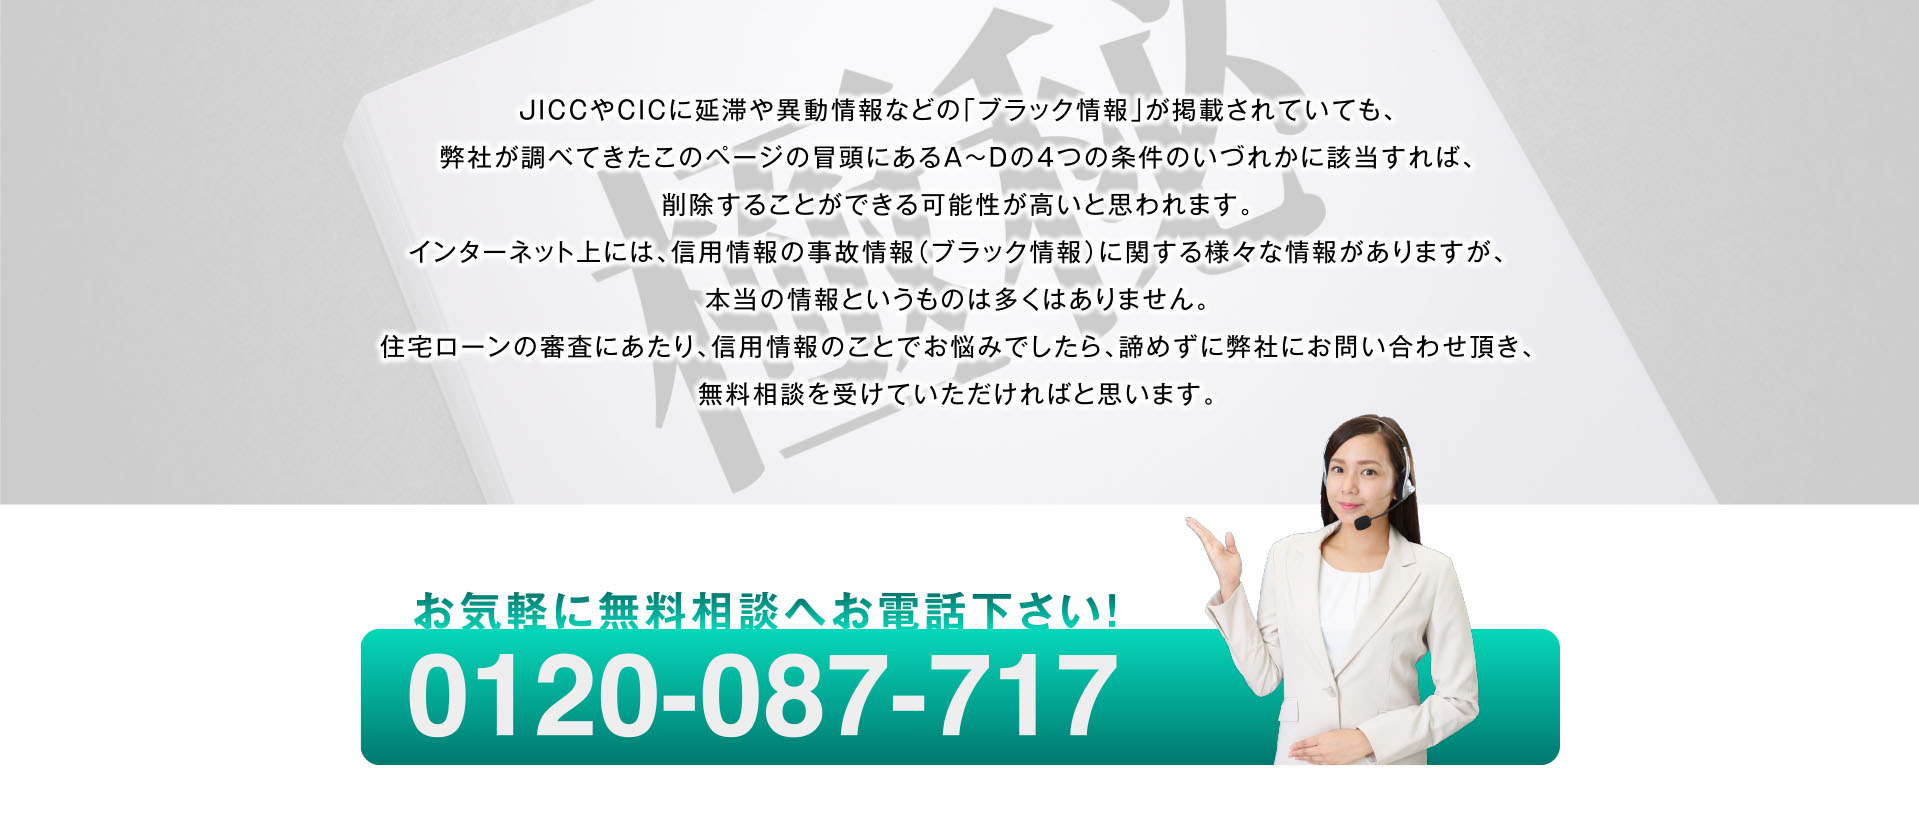 極秘
JICCやCICに延滞や異動情報などの「ブラック情報」が掲載されていても、
弊社が調べてきたこのページの冒頭にあるA～Dの4つの条件のいづれかに該当すれば、
削除することができる可能性が高いと思われます。
インターネット上には、信用情報の事故情報（ブラック情報）に関する様々な情報がありますが、
本当の情報というものは多くはありません。
住宅ローンの審査にあたり、信用情報のことでお悩みでしたら、諦めずに弊社にお問い合わせ頂き、
無料相談を受けていただければと思います。
お気軽に無料相談へお電話下さい！
0120-087-717